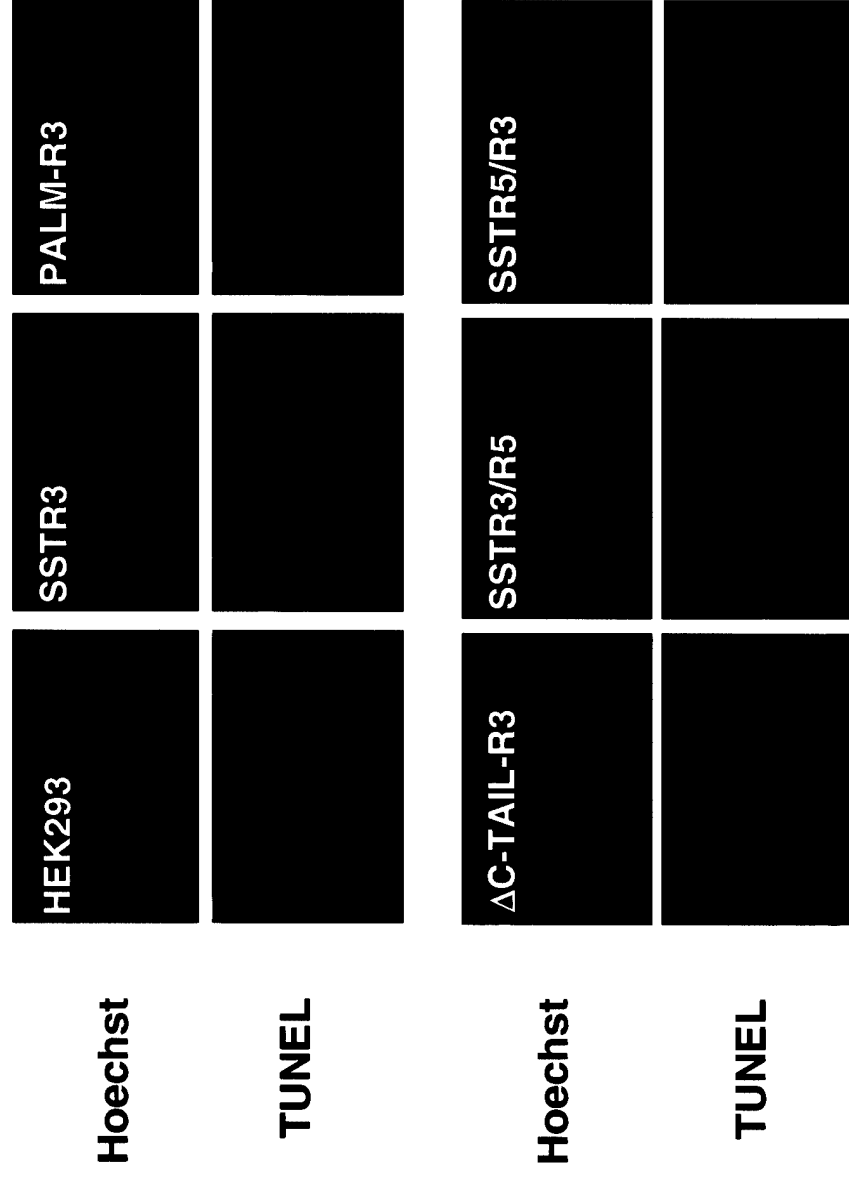 HEK293 SSTR3 PALM-R3
Hoechst
TUNEL
ΔC-TAIL-R3 SSTR3/R5 SSTR5/R3
Hoechst
TUNEL